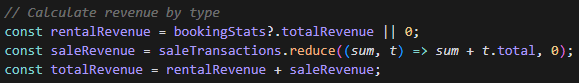 // Calculate revenue by type
const rentalRevenue = bookingStats?.totalRevenue || 0;
const saleRevenue = saleTransactions.reduce((sum, t) => sum + t.total, 0);
const totalRevenue = rentalRevenue + saleRevenue;